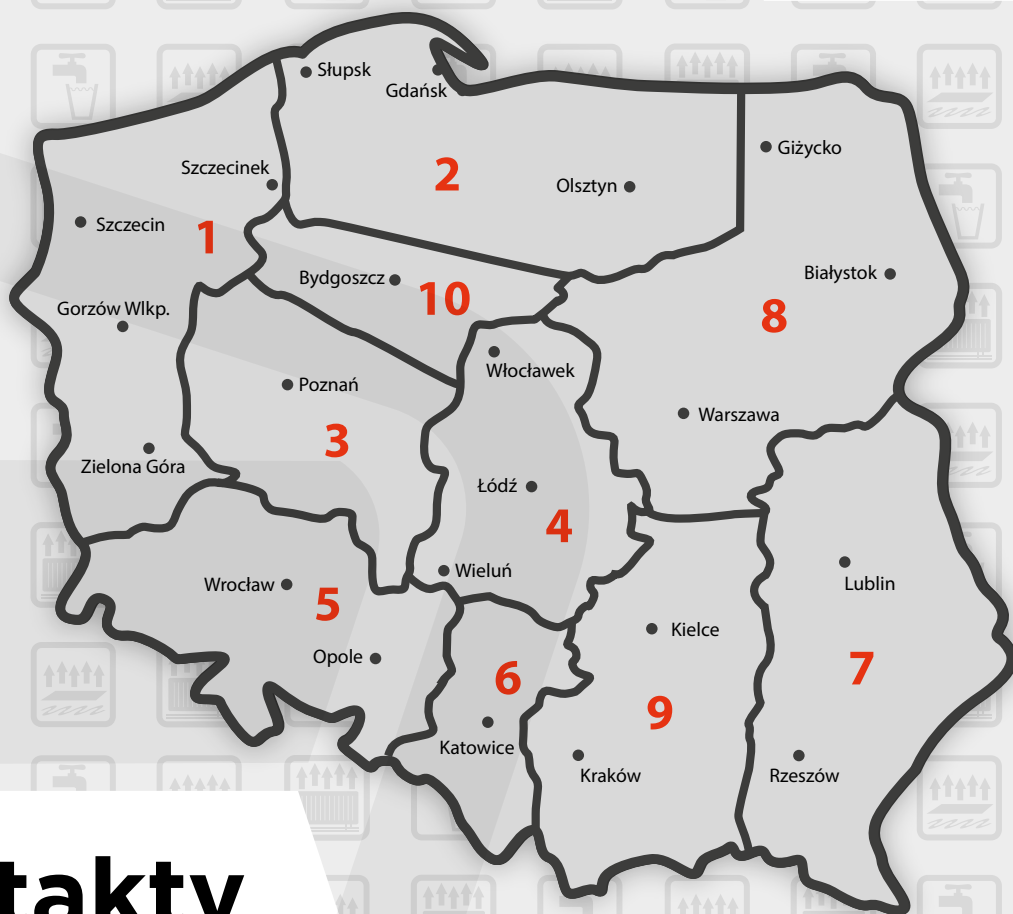 Słupsk
Gdańsk
Giżycko
Szczecinek
2
Olsztyn
Szczecin
1
Białystok
Bydgoszcz
10
8
Gorzów Wlkp.
Włocławek
Poznań
Warszawa
3
Zielona Góra
Łódź
4
Wieluń
Lublin
Wrocław
5
Kielce
Opole
6
7
9
Katowice
Kraków
Rzeszów
takty